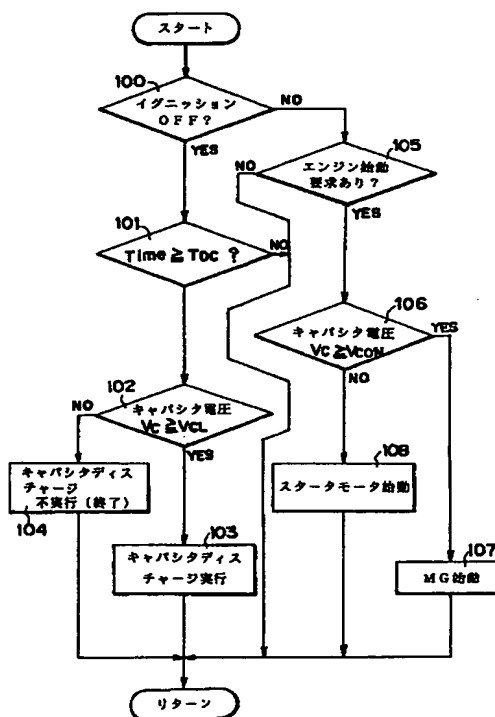 スタート
100
イグニッション
OFF?
NO
YES
105
NO
エンジン始動
要求あり?
YES
101
Time≧TDC ?
NO
106
キャパシタ電圧
VC≧VCON
YES
NO
102
NO
キャパシタ電圧
VC≧VCL
YES
108
スタータモータ始動
キャパシタディス
チャージ
不実行(終了)
104
103
キャパシタディス
チャージ実行
107
MG始動
リターン